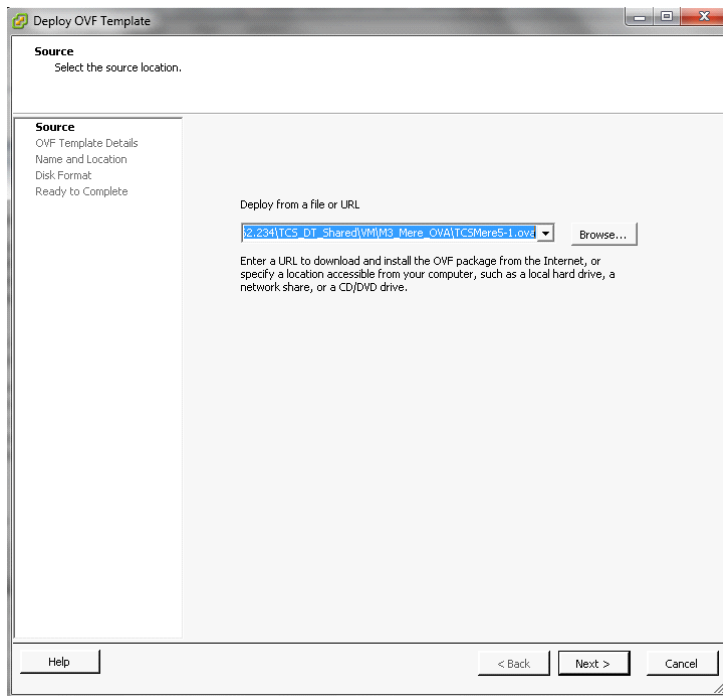 Deploy OVF Template
Source
Select the source location.
Source
OVF Template Details
Name and Location
Disk Format
Ready to Complete
Deploy from a file or URL
52.234\TCS_DT_Shared\VM\M3_Mere_OVA\TCSMere5-1.ova
Browse...
Enter a URL to download and install the OVF package from the Internet, or
specify a location accessible from your computer, such as a local hard drive, a
network share, or a CD/DVD drive.
Help
< Back
Next >
Cancel